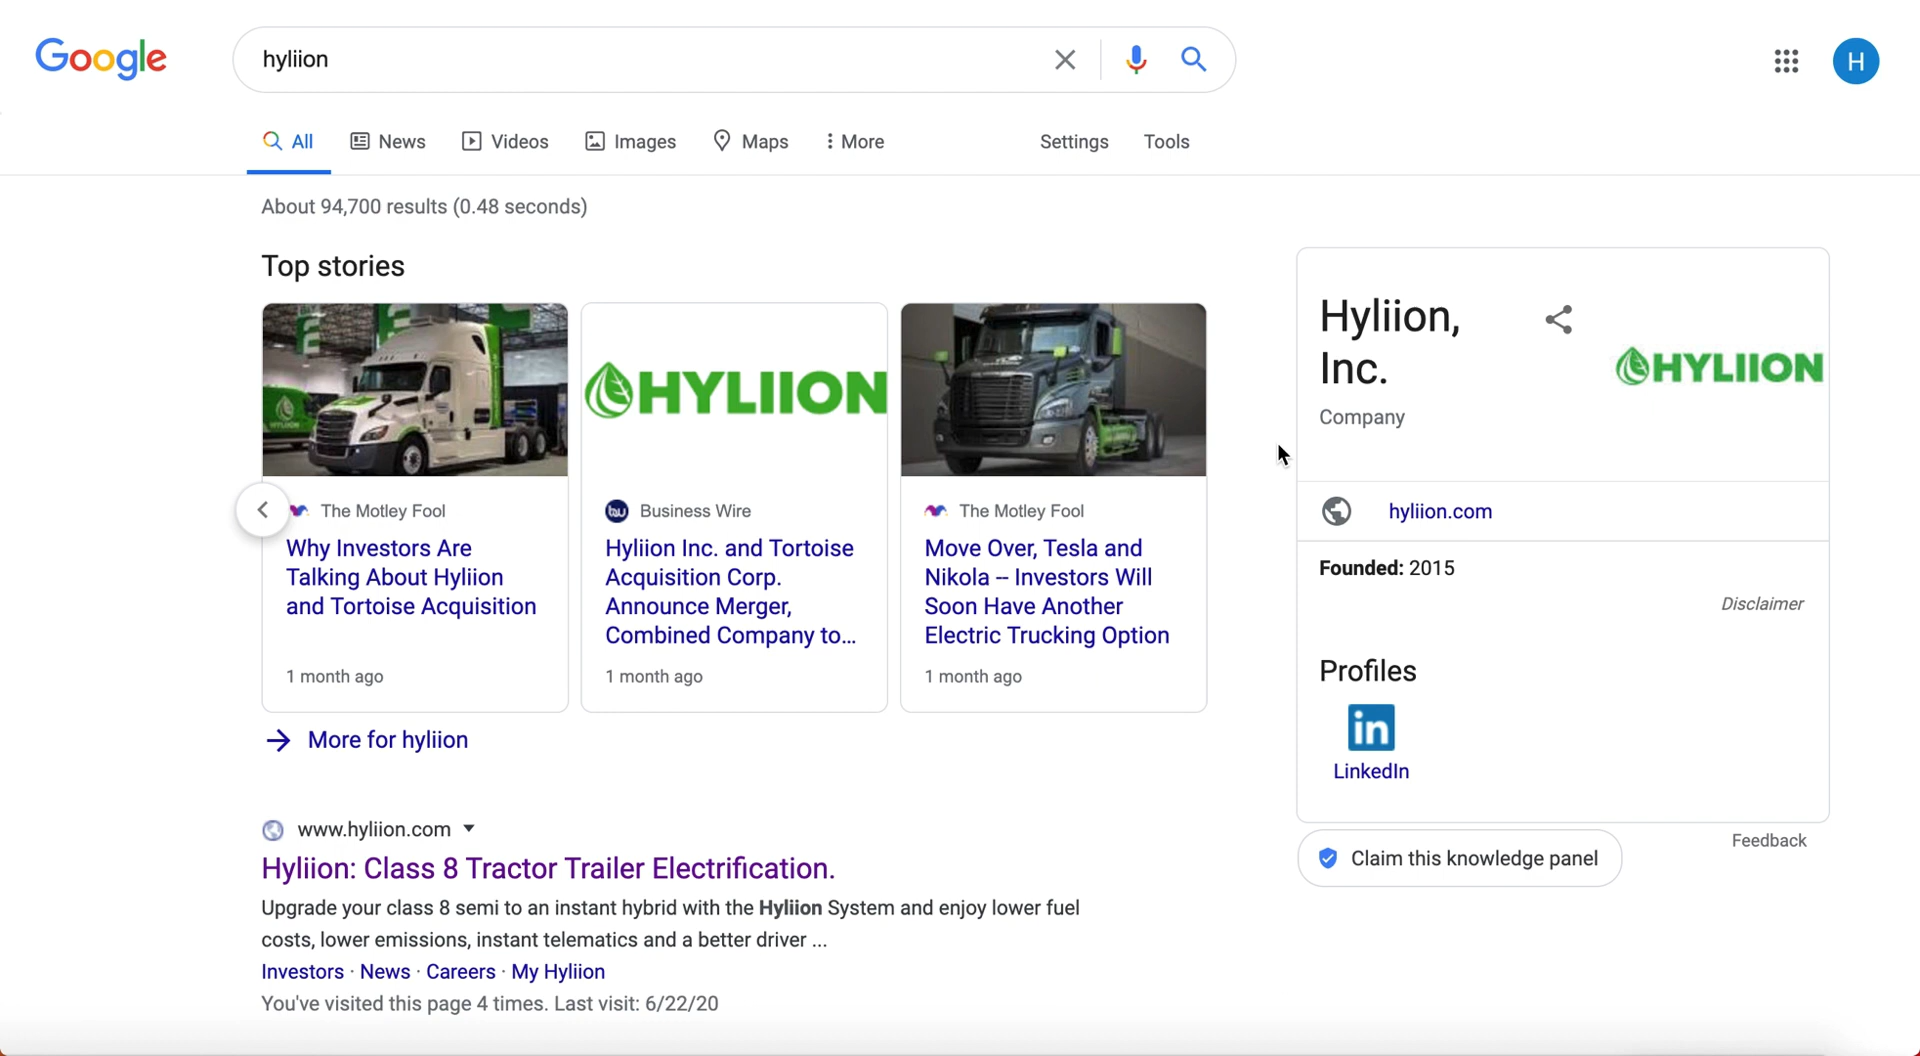 Google
hyliion
H
All News Videos Images Maps More Settings Tools
About 94,700 results (0.48 seconds)
Top stories
HYLIION
The Motley Fool
Why Investors Are
Talking About Hyliion
and Tortoise Acquisition
1 month ago
HYLIION
Business Wire
Hyliion Inc. and Tortoise
Acquisition Corp.
Announce Merger,
Combined Company to...
1 month ago
The Motley Fool
Move Over, Tesla and
Nikola -- Investors Will
Soon Have Another
Electric Trucking Option
1 month ago
More for hyliion
www.hyliion.com
Hyliion: Class 8 Tractor Trailer Electrification.
Upgrade your class 8 semi to an instant hybrid with the Hyliion System and enjoy lower fuel
costs, lower emissions, instant telematics and a better driver ...
Investors · News · Careers · My Hyliion
You've visited this page 4 times. Last visit: 6/22/20
Hyliion,
Inc.
Company
HYLIION
hyliion.com
Founded: 2015
Disclaimer
Profiles
in
LinkedIn
Feedback
Claim this knowledge panel